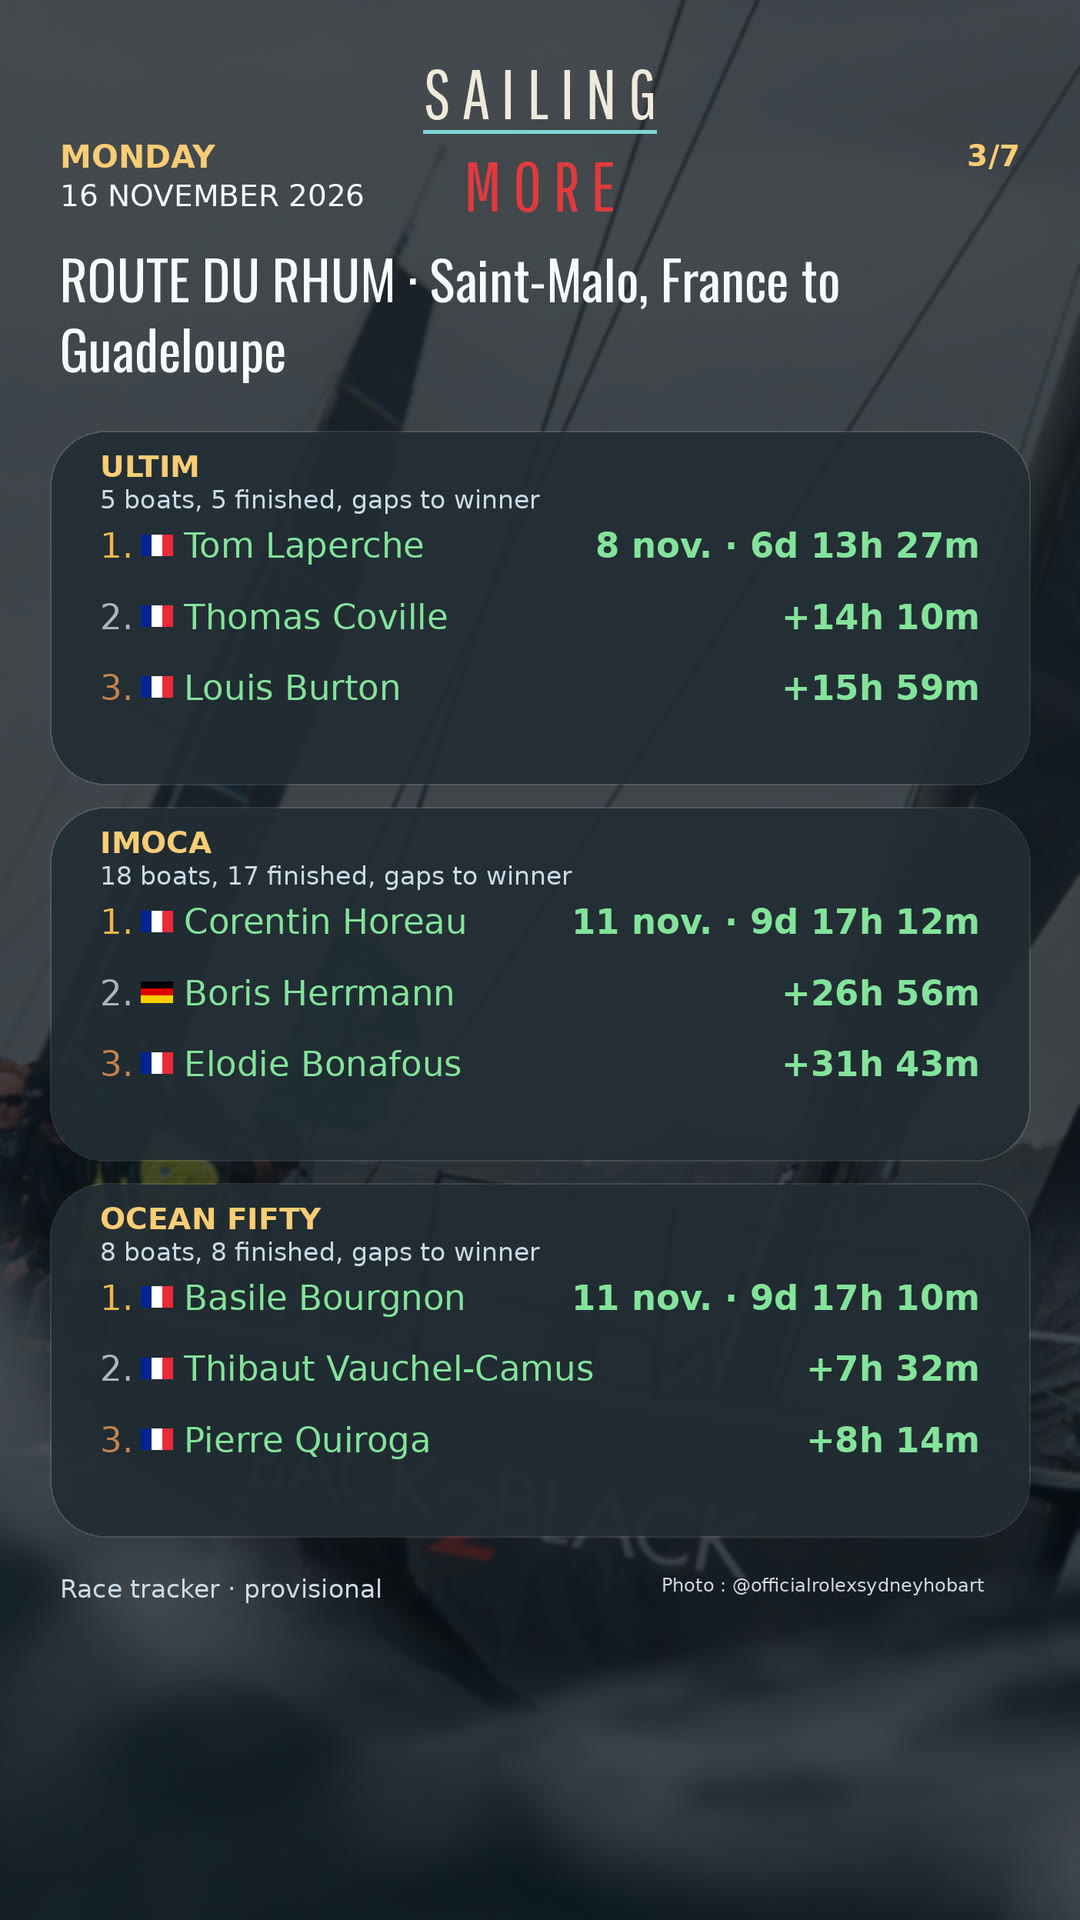 SAILING
MORE
MONDAY
16 NOVEMBER 2026
3/7
ROUTE DU RHUM · Saint-Malo, France to
Guadeloupe
ULTIM
5 boats, 5 finished, gaps to winner
1. Tom Laperche 8 nov. · 6d 13h 27m
2. Thomas Coville +14h 10m
3. Louis Burton +15h 59m
IMOCA
18 boats, 17 finished, gaps to winner
1. Corentin Horeau 11 nov. · 9d 17h 12m
2. Boris Herrmann +26h 56m
3. Elodie Bonafous +31h 43m
OCEAN FIFTY
8 boats, 8 finished, gaps to winner
1. Basile Bourgnon 11 nov. · 9d 17h 10m
2. Thibaut Vauchel-Camus +7h 32m
3. Pierre Quiroga +8h 14m
BLACK
2 BLACK
Race tracker · provisional
Photo : @officialrolexsydneyhobart